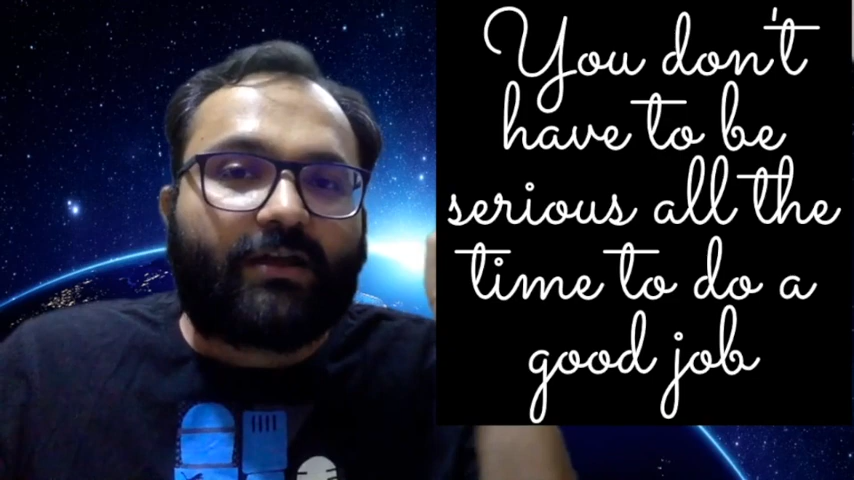 You don't
have to be
serious all the
time to do a
good job